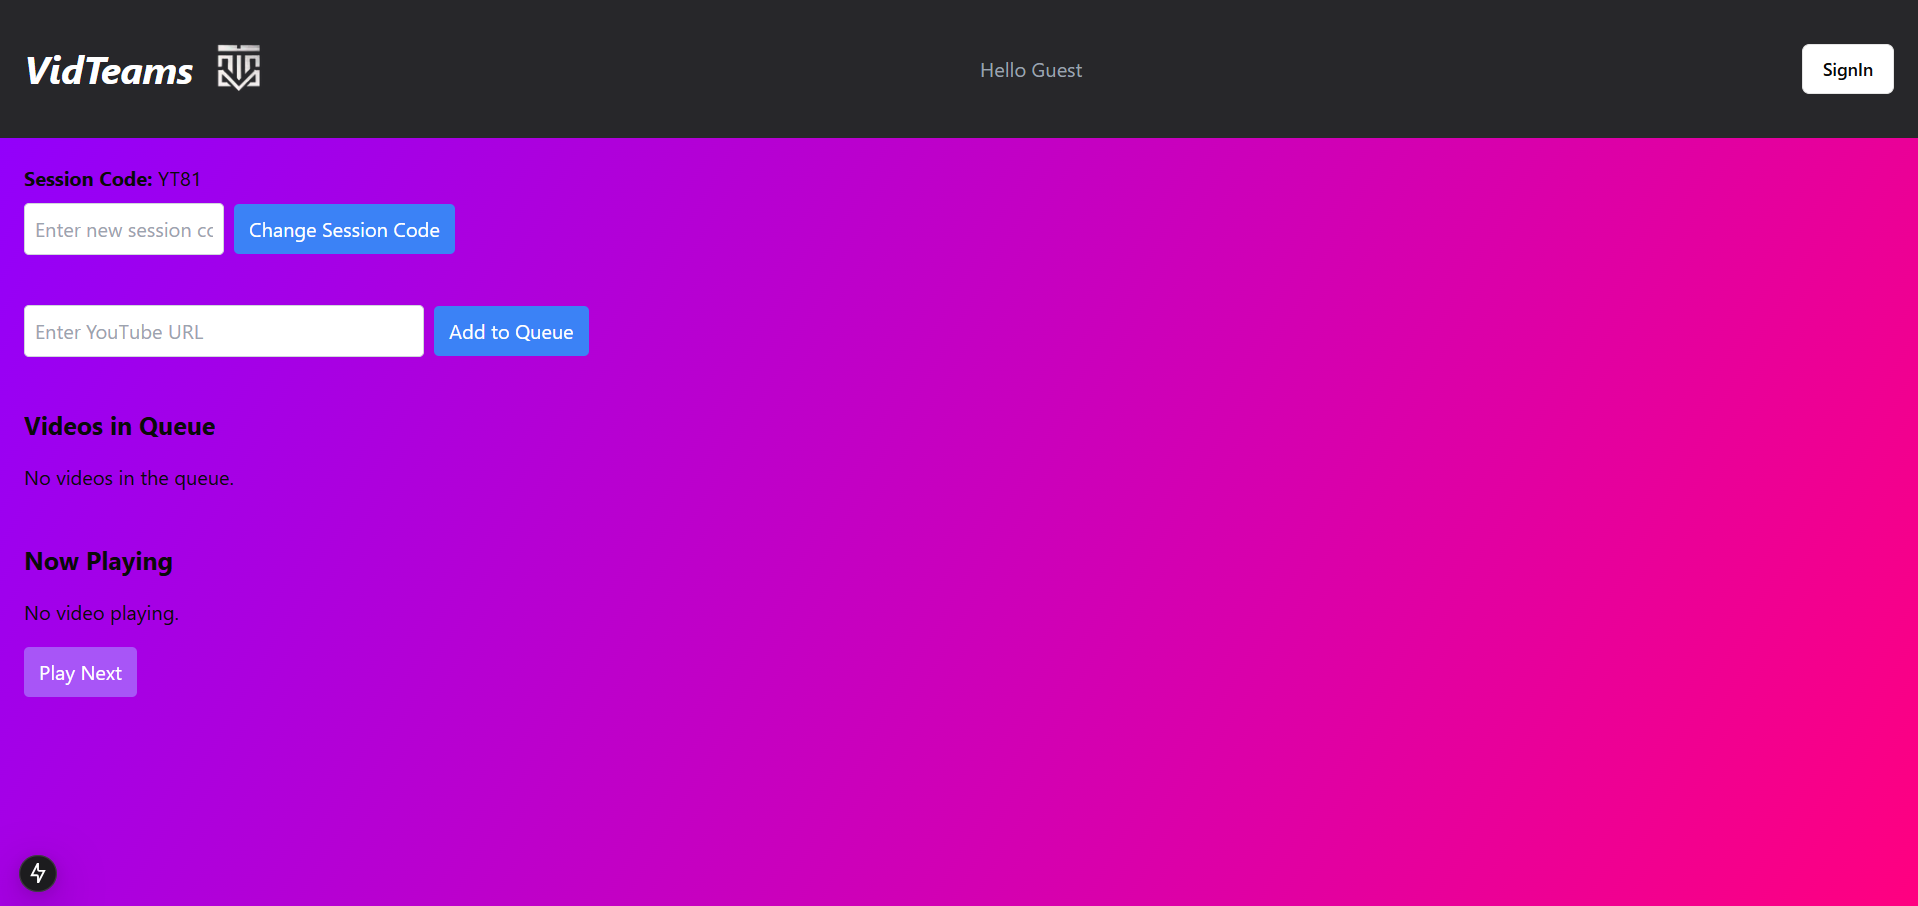 VidTeams
Hello Guest
SignIn
Session Code: YT81
Enter new session cc
Change Session Code
Enter YouTube URL
Add to Queue
Videos in Queue
No videos in the queue.
Now Playing
No video playing.
Play Next